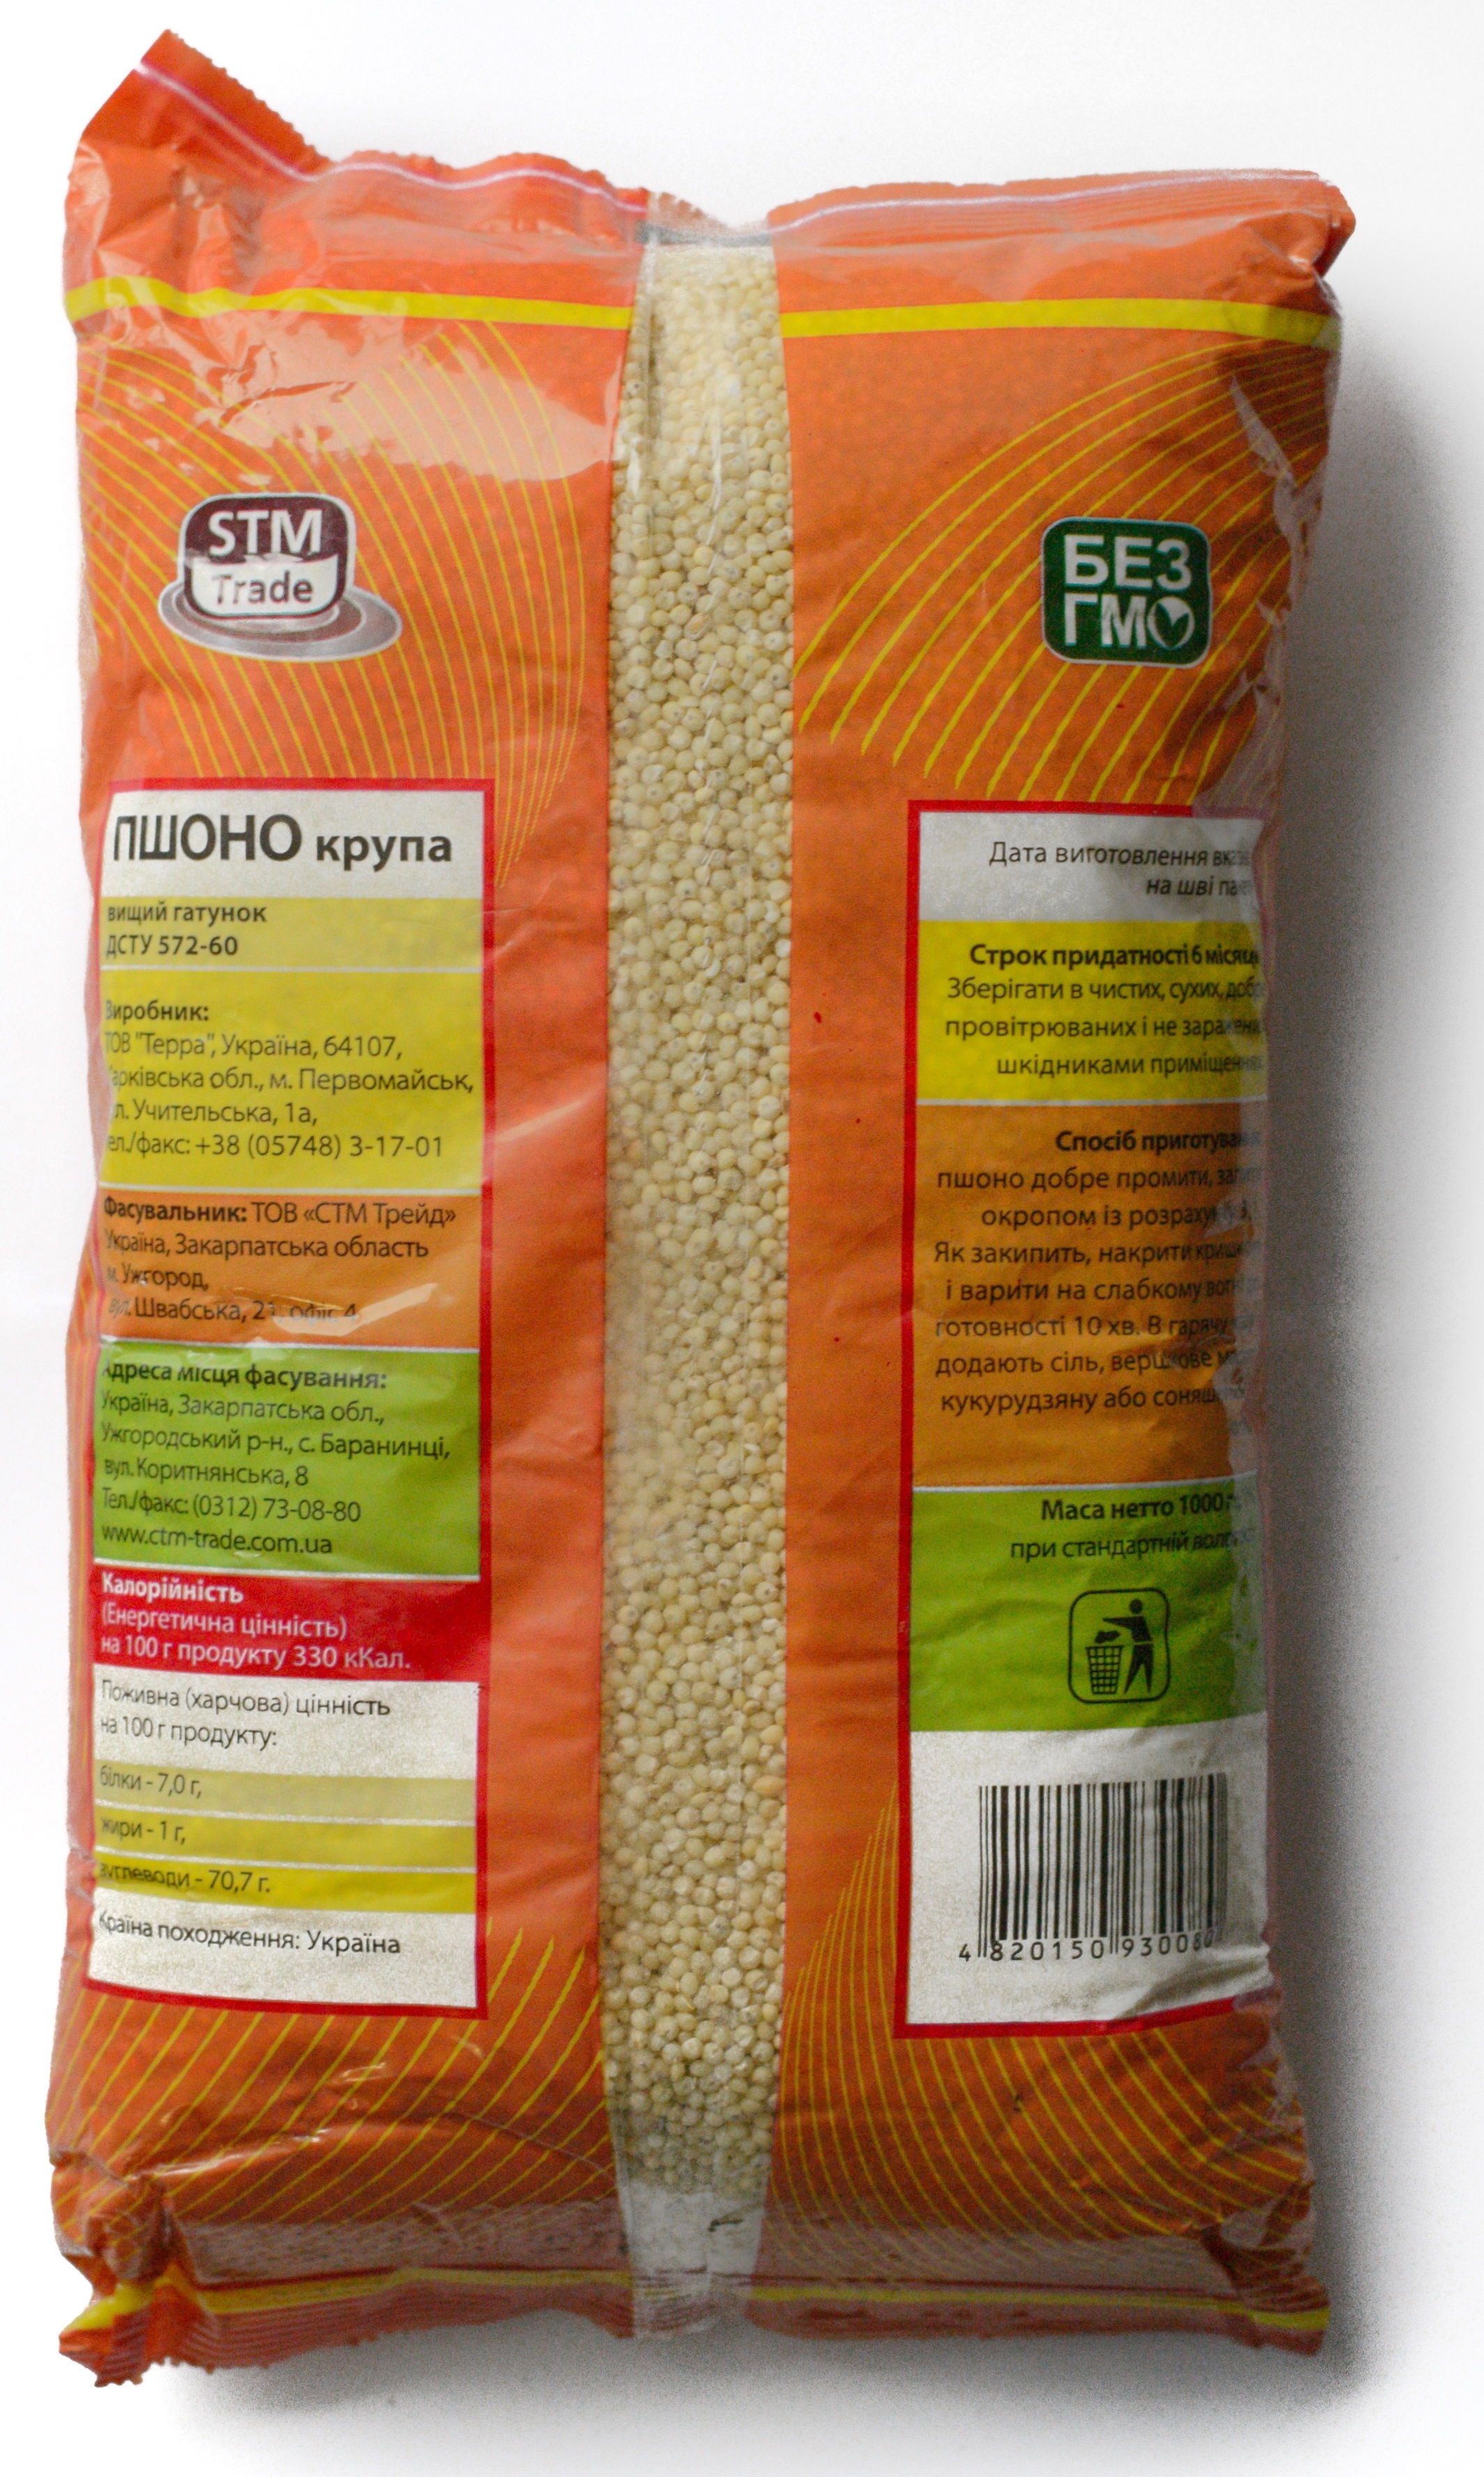 STM
Trade
БЕЗ
ГМО
ПШОНО крупа
вищий гатунок
ДСТУ 572-60
Виробник:
ТОВ "Терра", Україна, 64107,
Харківська обл., м. Первомайськ,
Учительська, 1а,
тел./факс: +38 (05748) 3-17-01
Фасувальник: ТОВ «СТМ Трейд»
Україна, Закарпатська область
м. Ужгород,
вул. Швабська, 21, офіс 4,
Адреса місця фасування:
Україна, Закарпатська обл.,
Ужгородський р-н., с. Баранинці,
вул. Коритнянська, 8
Тел./факс: (0312) 73-08-80
www.ctm-trade.com.ua
Калорійність
(Енергетична цінність)
на 100 г продукту 330 кКал.
Поживна (харчова) цінність
на 100 г продукту:
білки - 7,0 г,
жири - 1 г,
вуглеводи - 70,7 г.
Країна походження: Україна
Дата виготовлення
на шві
Строк придатності 6
Зберігати в чистих, сухих,
провітрюваних і не
шкідниками
Спосіб
пшоно добре промити,
окропом із
Як закипить, накрити
і варити на слабкому
готовності 10 хв. В
додають сіль, вершкове
кукурудзяну або
Маса нетто 1000
при стандартній
4 820150 9300